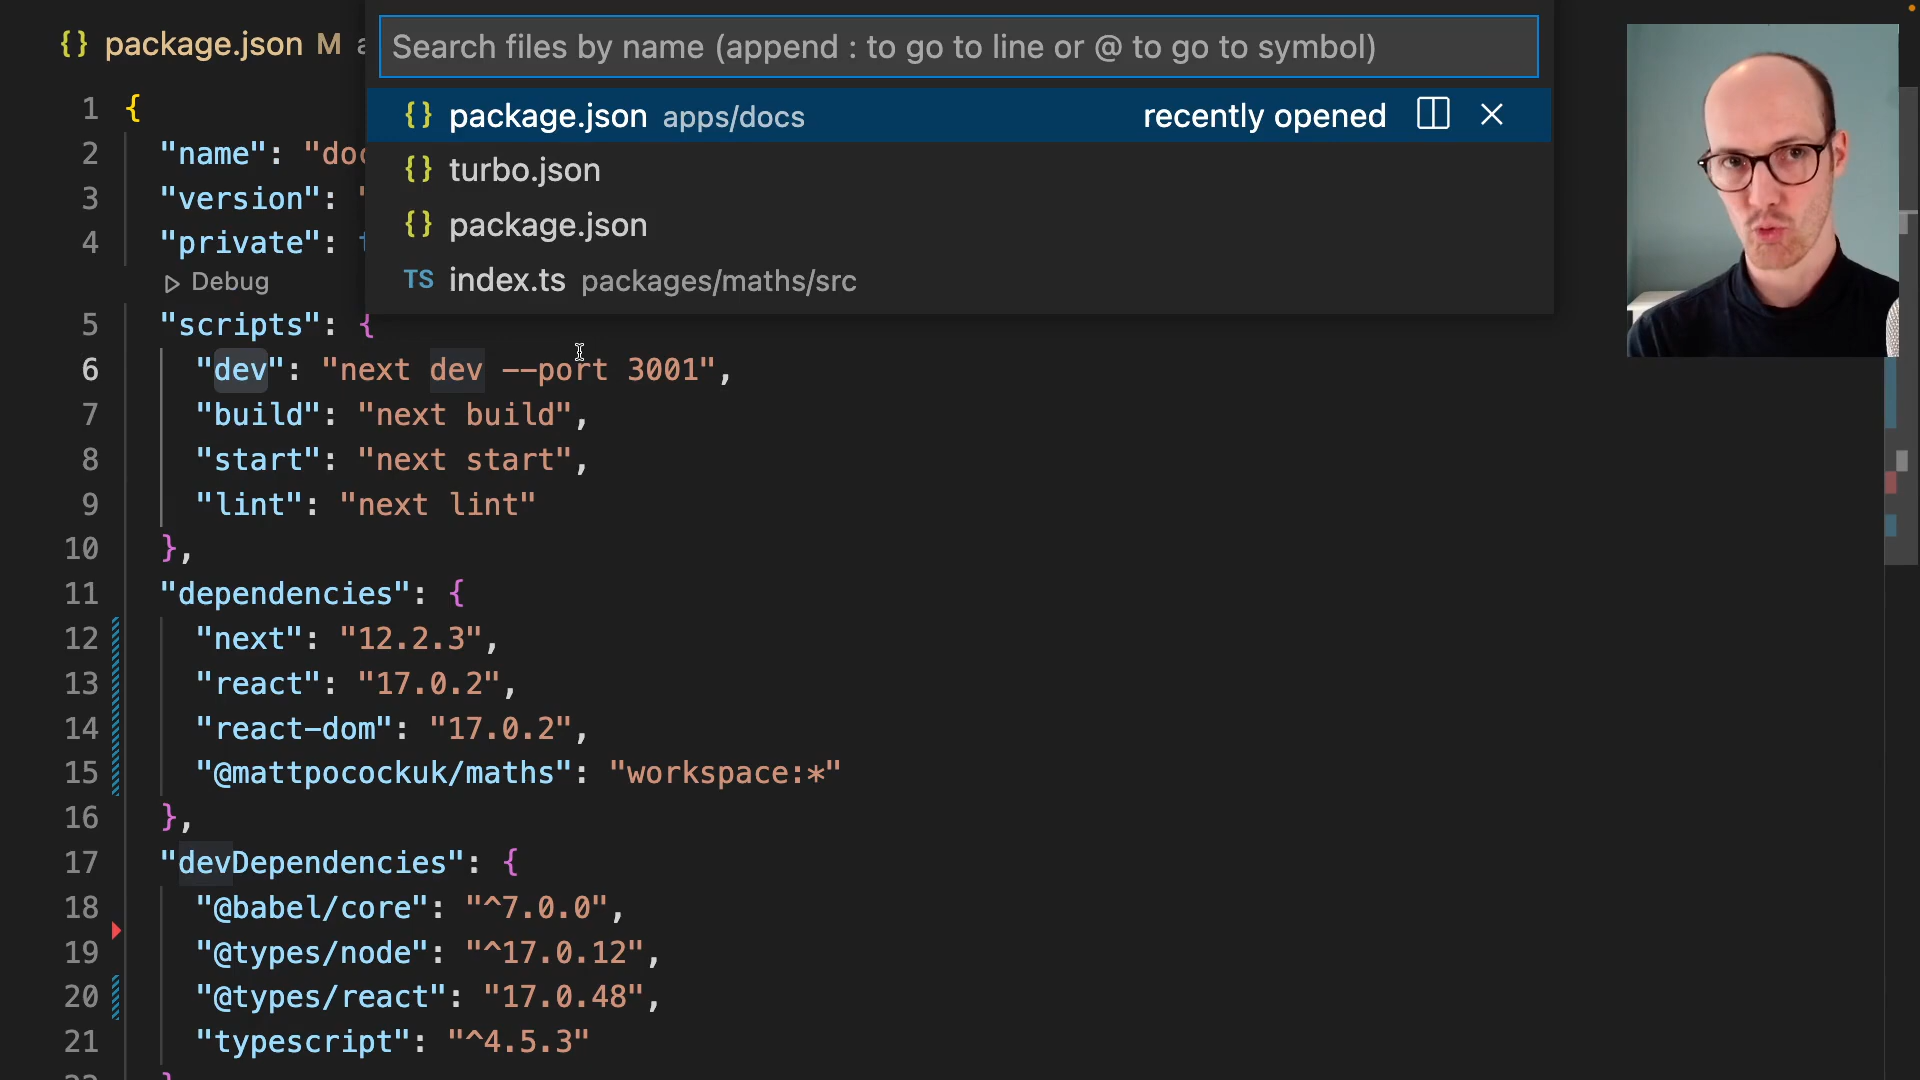 package.json M
Search files by name (append : to go to line or @ to go to symbol)
package.json apps/docs recently opened
turbo.json
package.json
index.ts packages/maths/src
1 {
2 "name": "doc
3 "version": "
4 "private": t
Debug
5 "scripts": {
6 "dev": "next dev --port 3001",
7 "build": "next build",
8 "start": "next start",
9 "lint": "next lint"
10 },
11 "dependencies": {
12 "next": "12.2.3",
13 "react": "17.0.2",
14 "react-dom": "17.0.2",
15 "@mattpocockuk/maths": "workspace:*"
16 },
17 "devDependencies": {
18 "@babel/core": "^7.0.0",
19 "@types/node": "^17.0.12",
20 "@types/react": "17.0.48",
21 "typescript": "^4.5.3"